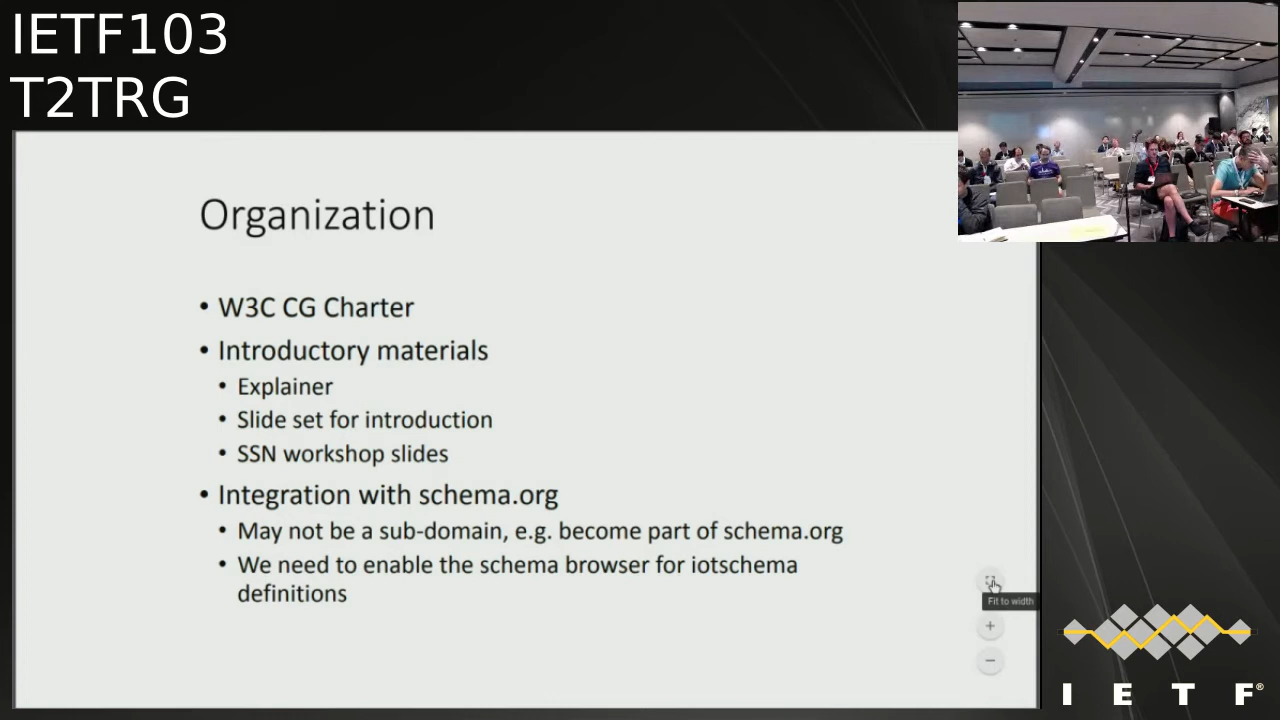 IETF103
T2TRG
Organization
• W3C CG Charter
• Introductory materials
• Explainer
• Slide set for introduction
• SSN workshop slides
• Integration with schema.org
• May not be a sub-domain, e.g. become part of schema.org
• We need to enable the schema browser for iotschema
definitions
Fit to width
+
−
I E T F®